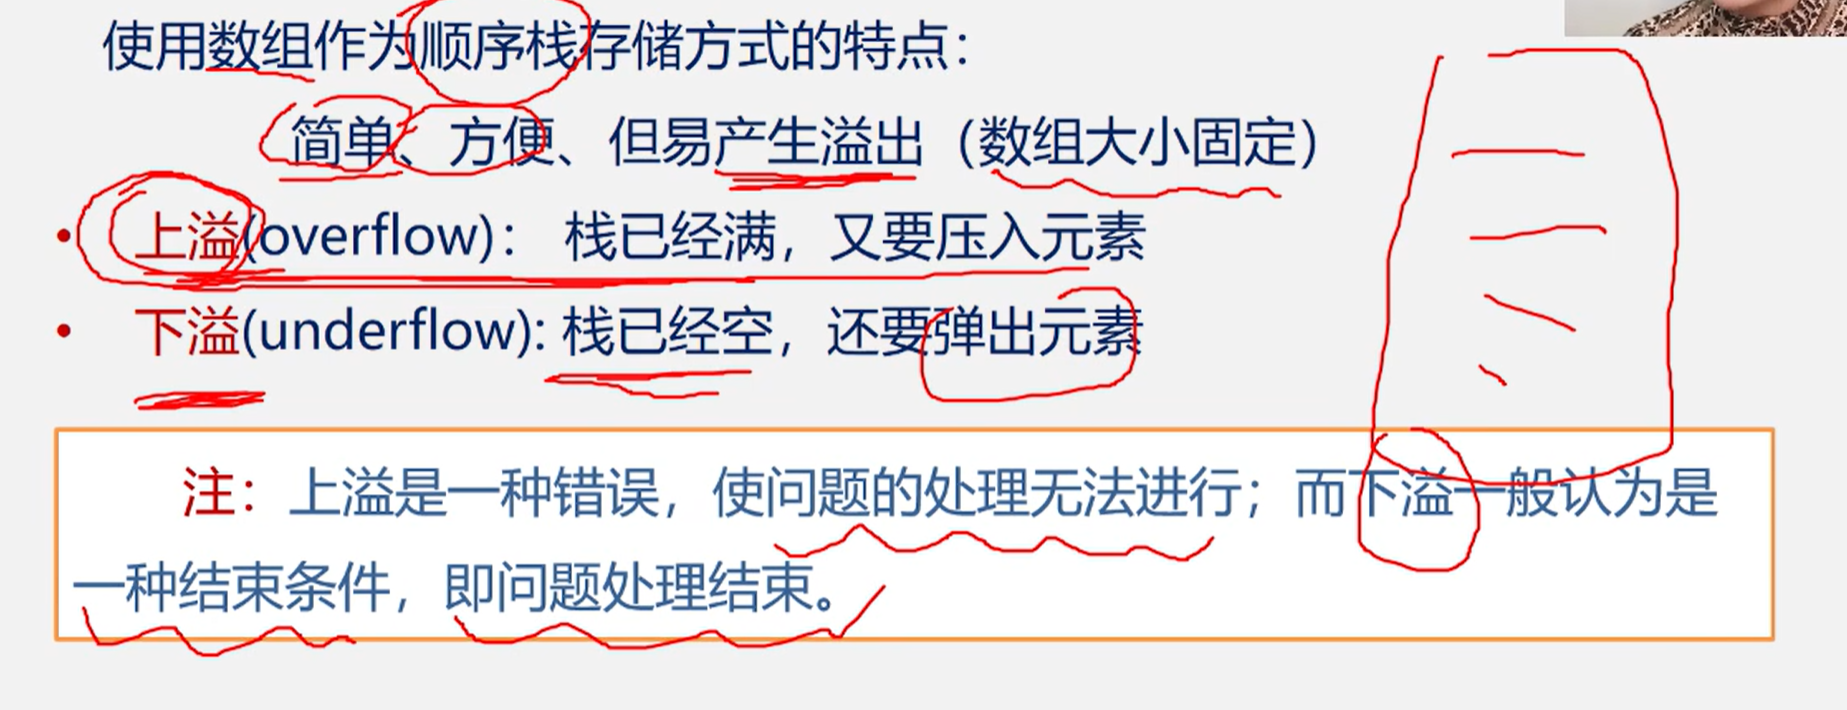 使用数组作为顺序栈存储方式的特点：
简单、方便、但易产生溢出（数组大小固定）
• 上溢(overflow)： 栈已经满，又要压入元素
• 下溢(underflow): 栈已经空，还要弹出元素
注：上溢是一种错误，使问题的处理无法进行；而下溢一般认为是
一种结束条件，即问题处理结束。